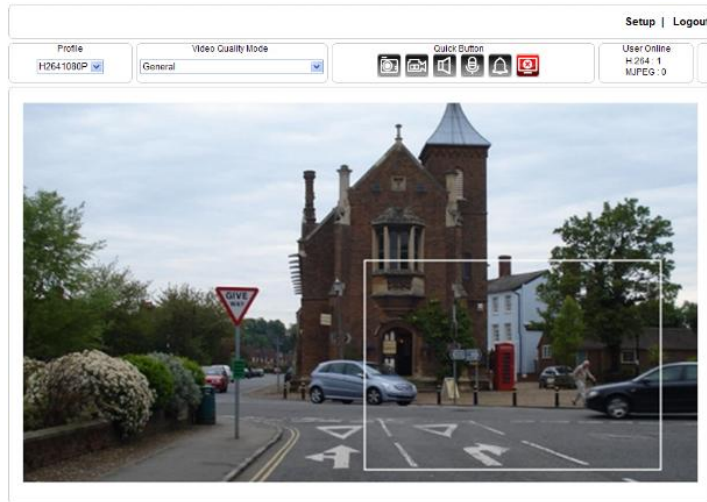 Setup | Logout
Profile
Video Quality Mode
Quick Button
User Online
H2641080P
General
H.264 : 1
MJPEG : 0
GIVE
WAY